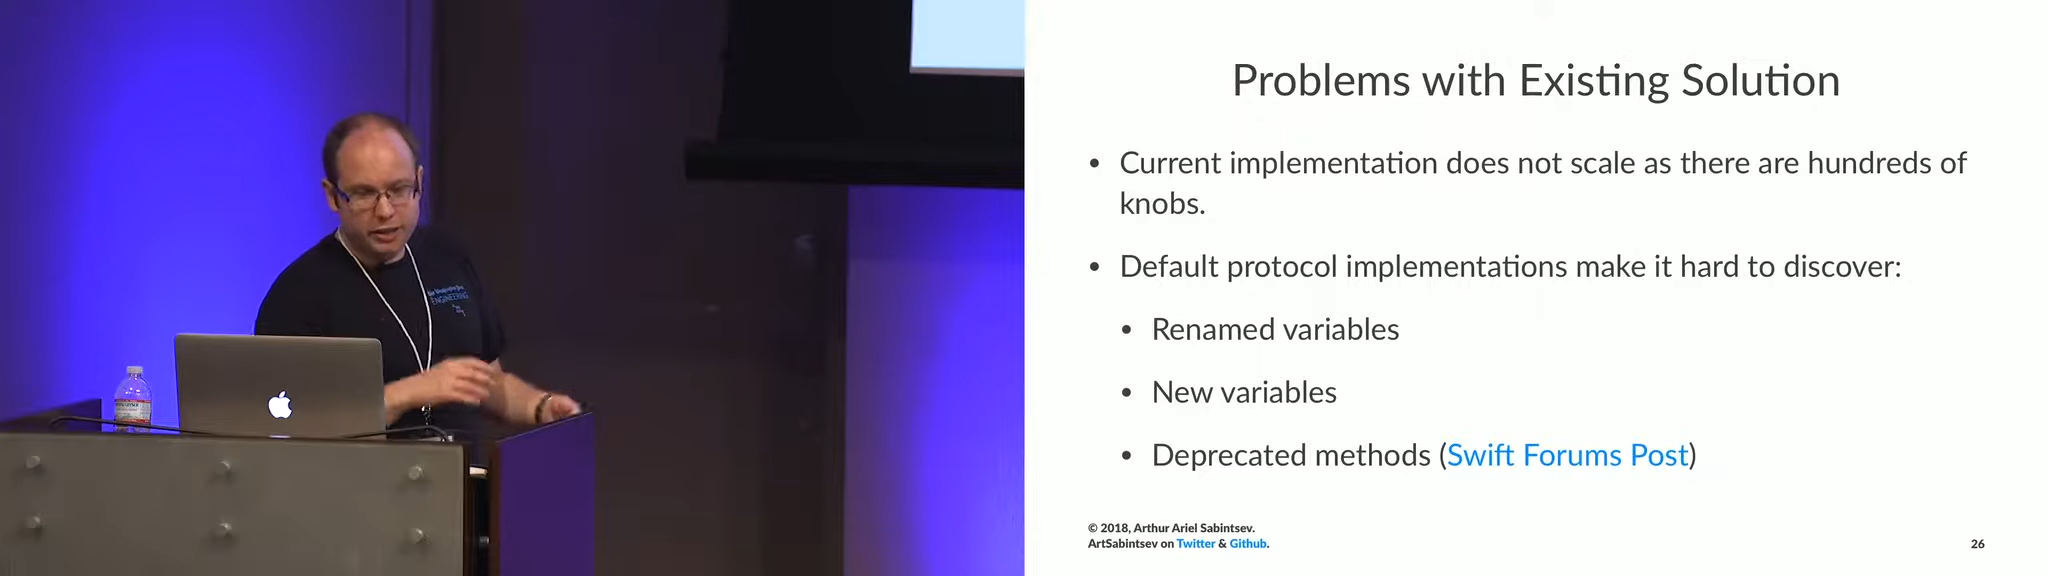 Problems with Existing Solution
• Current implementation does not scale as there are hundreds of
knobs.
• Default protocol implementations make it hard to discover:
• Renamed variables
• New variables
• Deprecated methods (Swift Forums Post)
© 2018, Arthur Ariel Sabintsev.
ArtSabintsev on Twitter & Github.
26
ENGINEERING